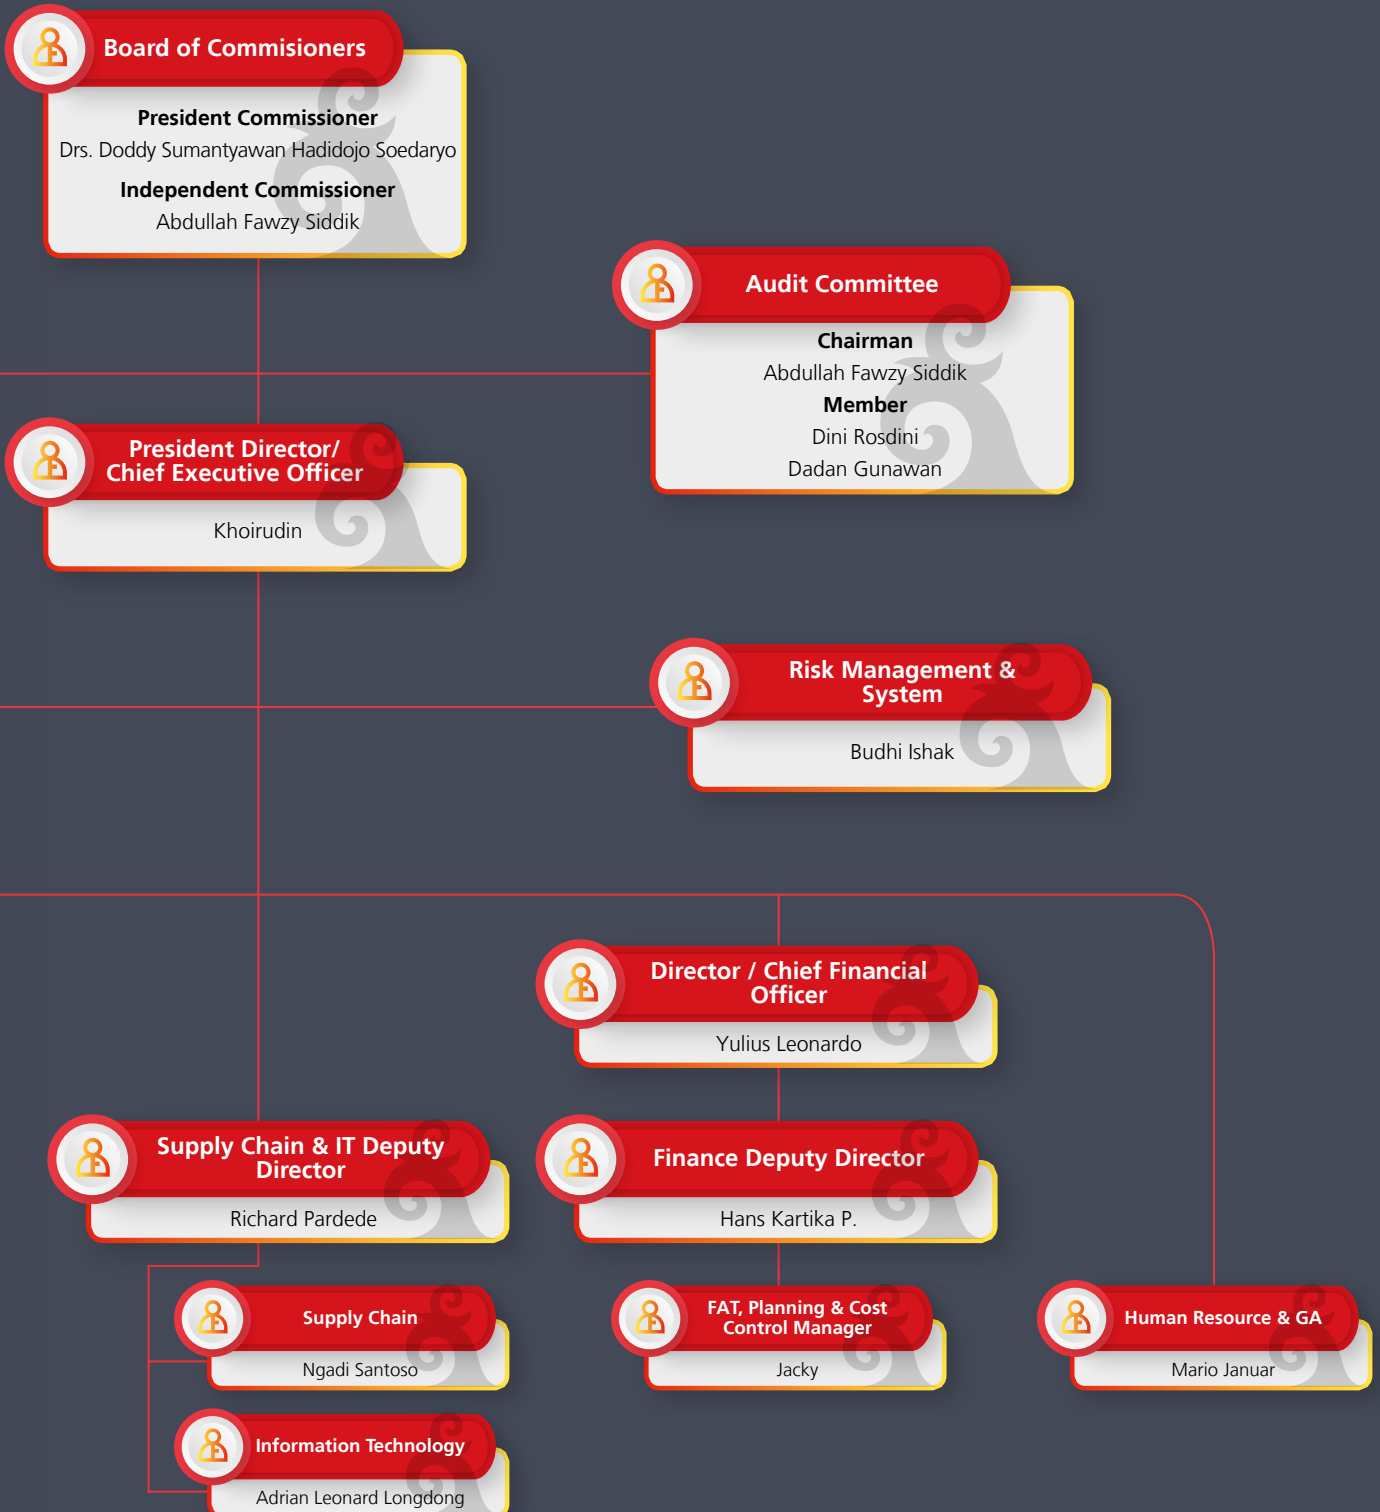 Board of Commisioners
President Commissioner
Drs. Doddy Sumantyawan Hadidojo Soedaryo
Independent Commissioner
Abdullah Fawzy Siddik
Audit Committee
Chairman
Abdullah Fawzy Siddik
Member
Dini Rosdini
Dadan Gunawan
President Director/
Chief Executive Officer
Khoirudin
Risk Management &
System
Budhi Ishak
Director / Chief Financial
Officer
Yulius Leonardo
Supply Chain & IT Deputy
Director
Richard Pardede
Finance Deputy Director
Hans Kartika P.
Supply Chain
Ngadi Santoso
FAT, Planning & Cost
Control Manager
Jacky
Human Resource & GA
Mario Januar
Information Technology
Adrian Leonard Longdong